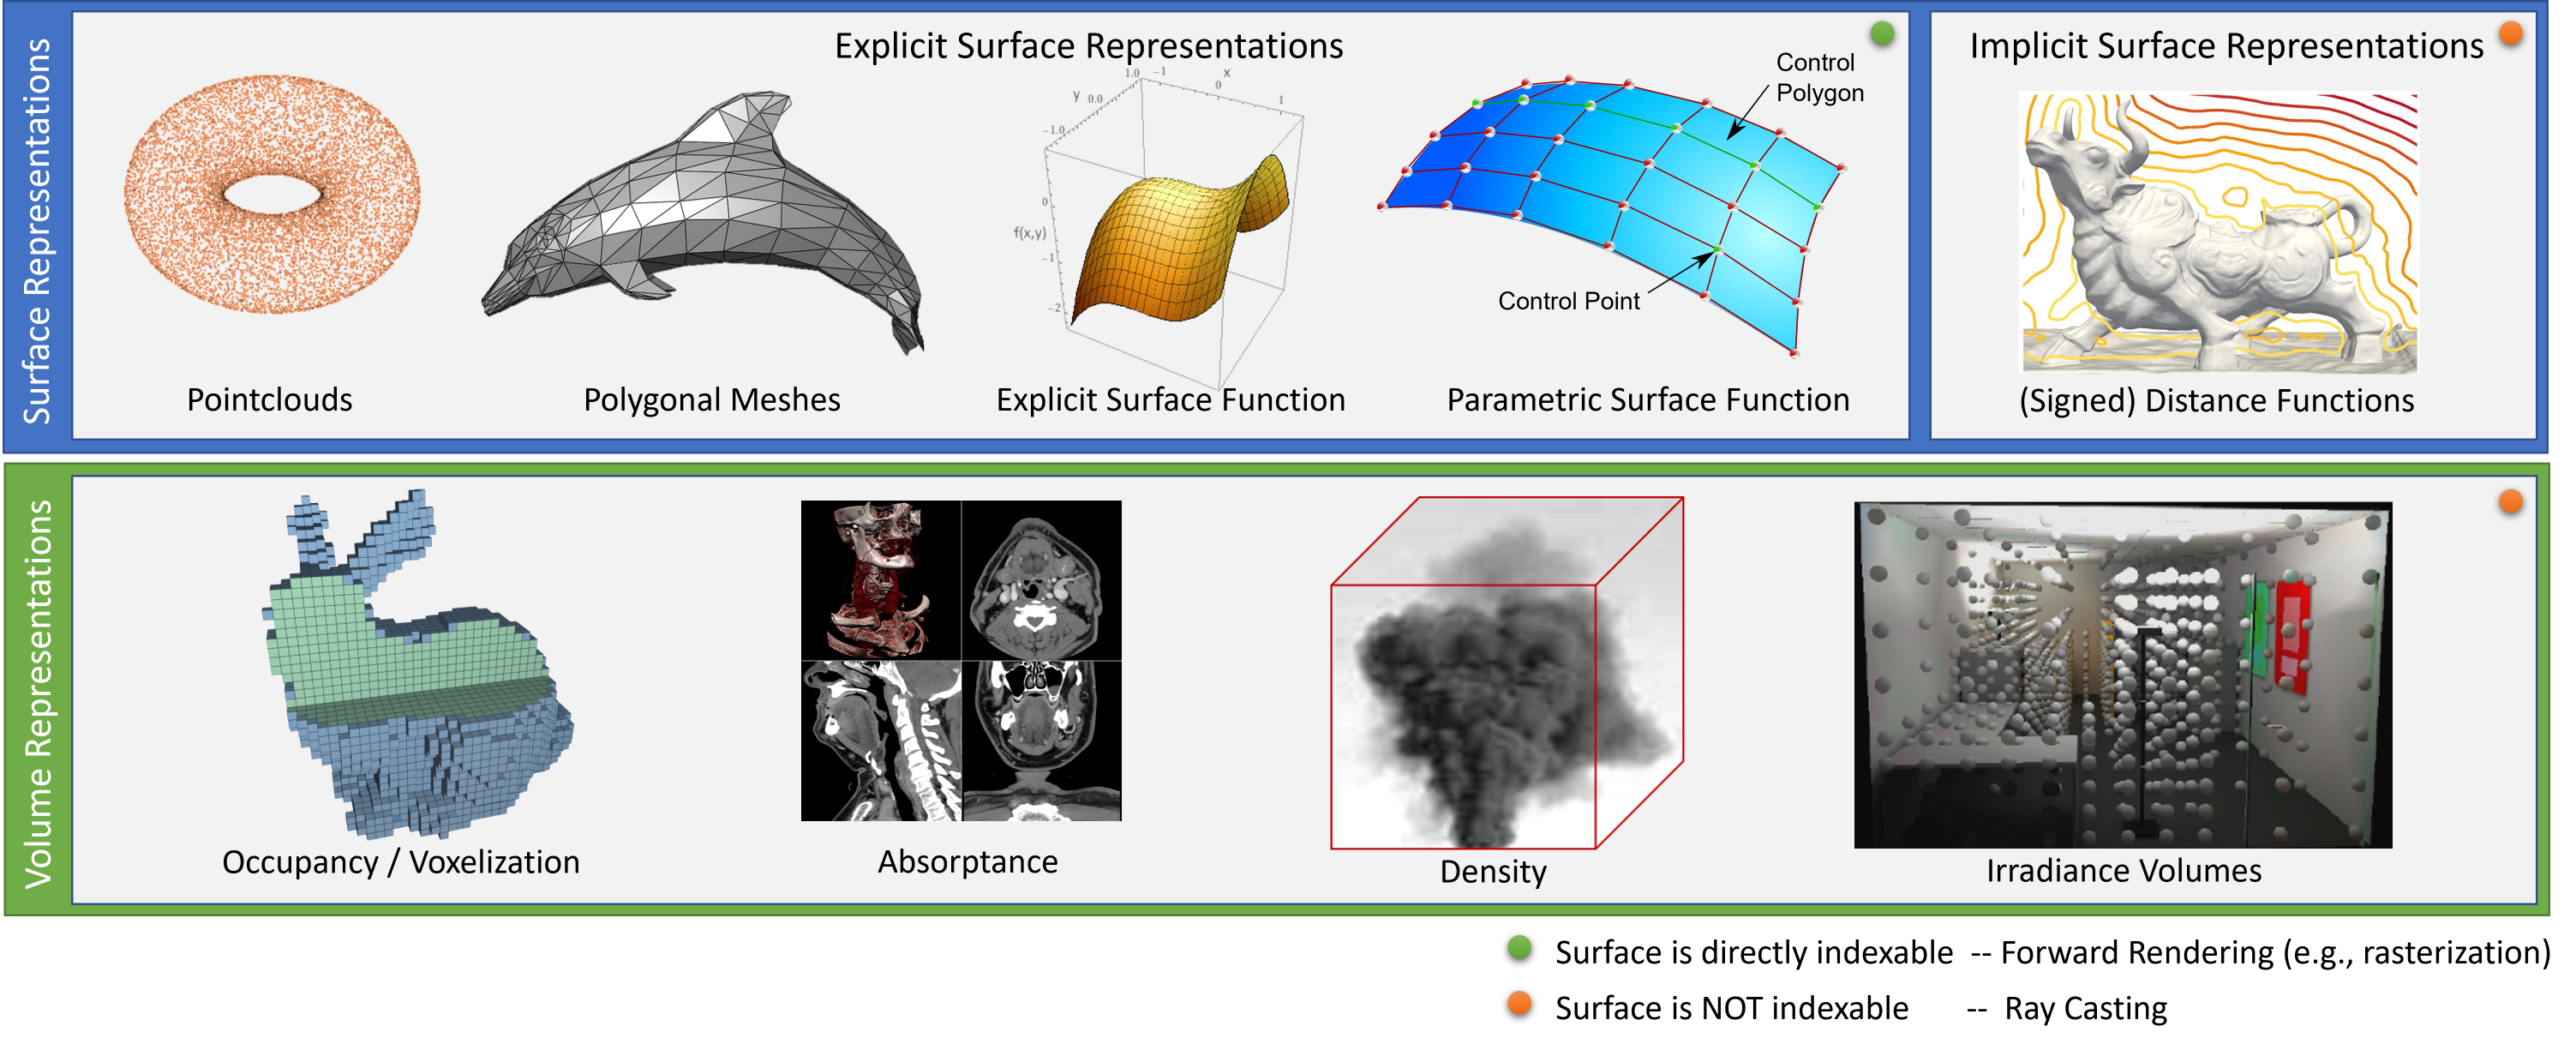 Surface Representations
Explicit Surface Representations
Implicit Surface Representations
1.0 -1 x 0 1
y 0.0
-1.0
0
f(x,y)
-1
-2
Control
Polygon
Control Point
Pointclouds
Polygonal Meshes
Explicit Surface Function
Parametric Surface Function
(Signed) Distance Functions
Volume Representations
Occupancy / Voxelization
Absorptance
Density
Irradiance Volumes
Surface is directly indexable -- Forward Rendering (e.g., rasterization)
Surface is NOT indexable -- Ray Casting